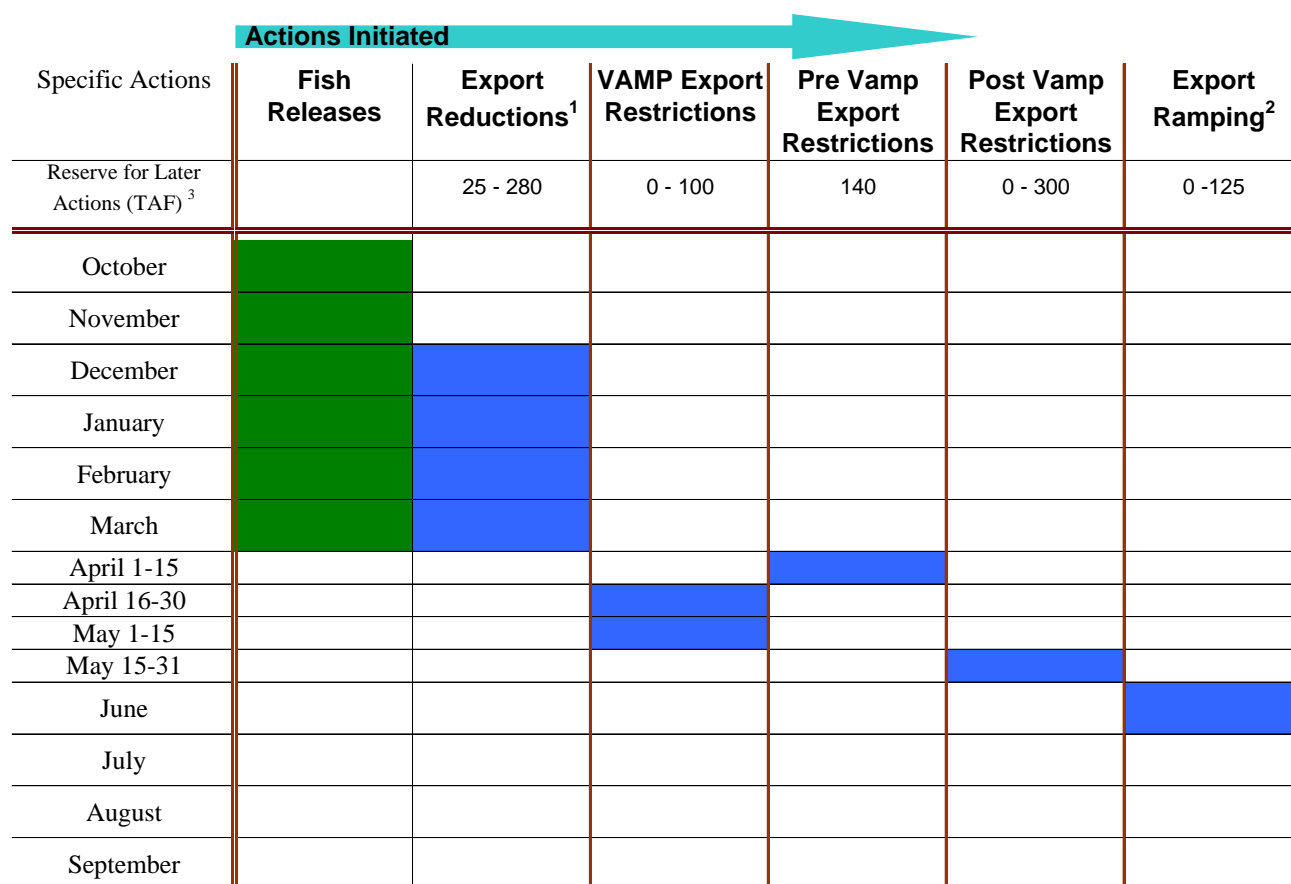 Actions Initiated
Specific Actions
Fish
Releases
Export
Reductions1
VAMP Export
Restrictions
Pre Vamp
Export
Restrictions
Post Vamp
Export
Restrictions
Export
Ramping2
Reserve for Later
Actions (TAF) 3
25 - 280
0 - 100
140
0 - 300
0 -125
October
November
December
January
February
March
April 1-15
April 16-30
May 1-15
May 15-31
June
July
August
September